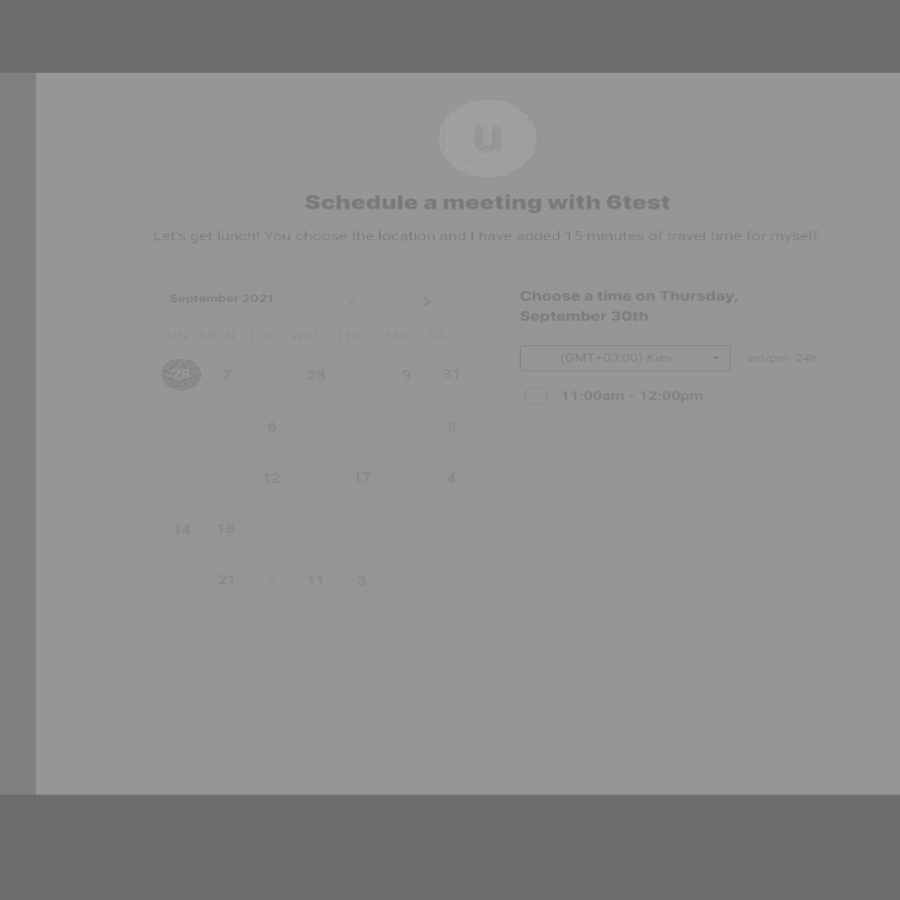 u
Schedule a meeting with 6test
Let's get lunch! You choose the location and I have added 15 minutes of travel time for myself.
September 2021 < >
SUN MON TUE WED THU FRI SAT
28 7 28 9 31
6 8
12 17 4
14 18
21 5 11 3
Choose a time on Thursday,
September 30th
(GMT+03:00) Kiev am/pm 24h
11:00am - 12:00pm